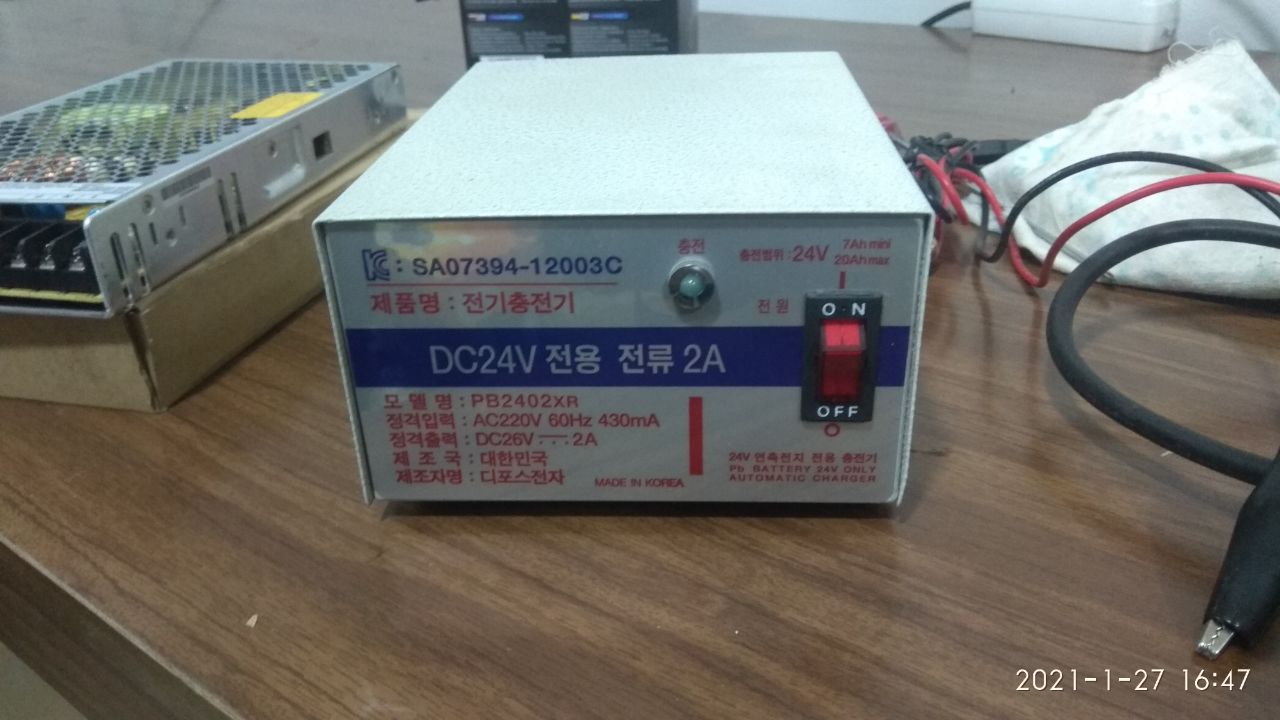 KC : SA07394-12003C
제품명 : 전기충전기
충전
충전범위 : 24V 7Ah mini
20Ah max
전 원
O N
DC24V 전용 전류 2A
OFF
O
모 델 명 : PB2402XR
정격입력 : AC220V 60Hz 430mA
정격출력 : DC26V ⎓ 2A
제 조 국 : 대한민국
제조자명 : 디포스전자
MADE IN KOREA
24V 연축전지 전용 충전기
Pb BATTERY 24V ONLY
AUTOMATIC CHARGER
2021-1-27 16:47